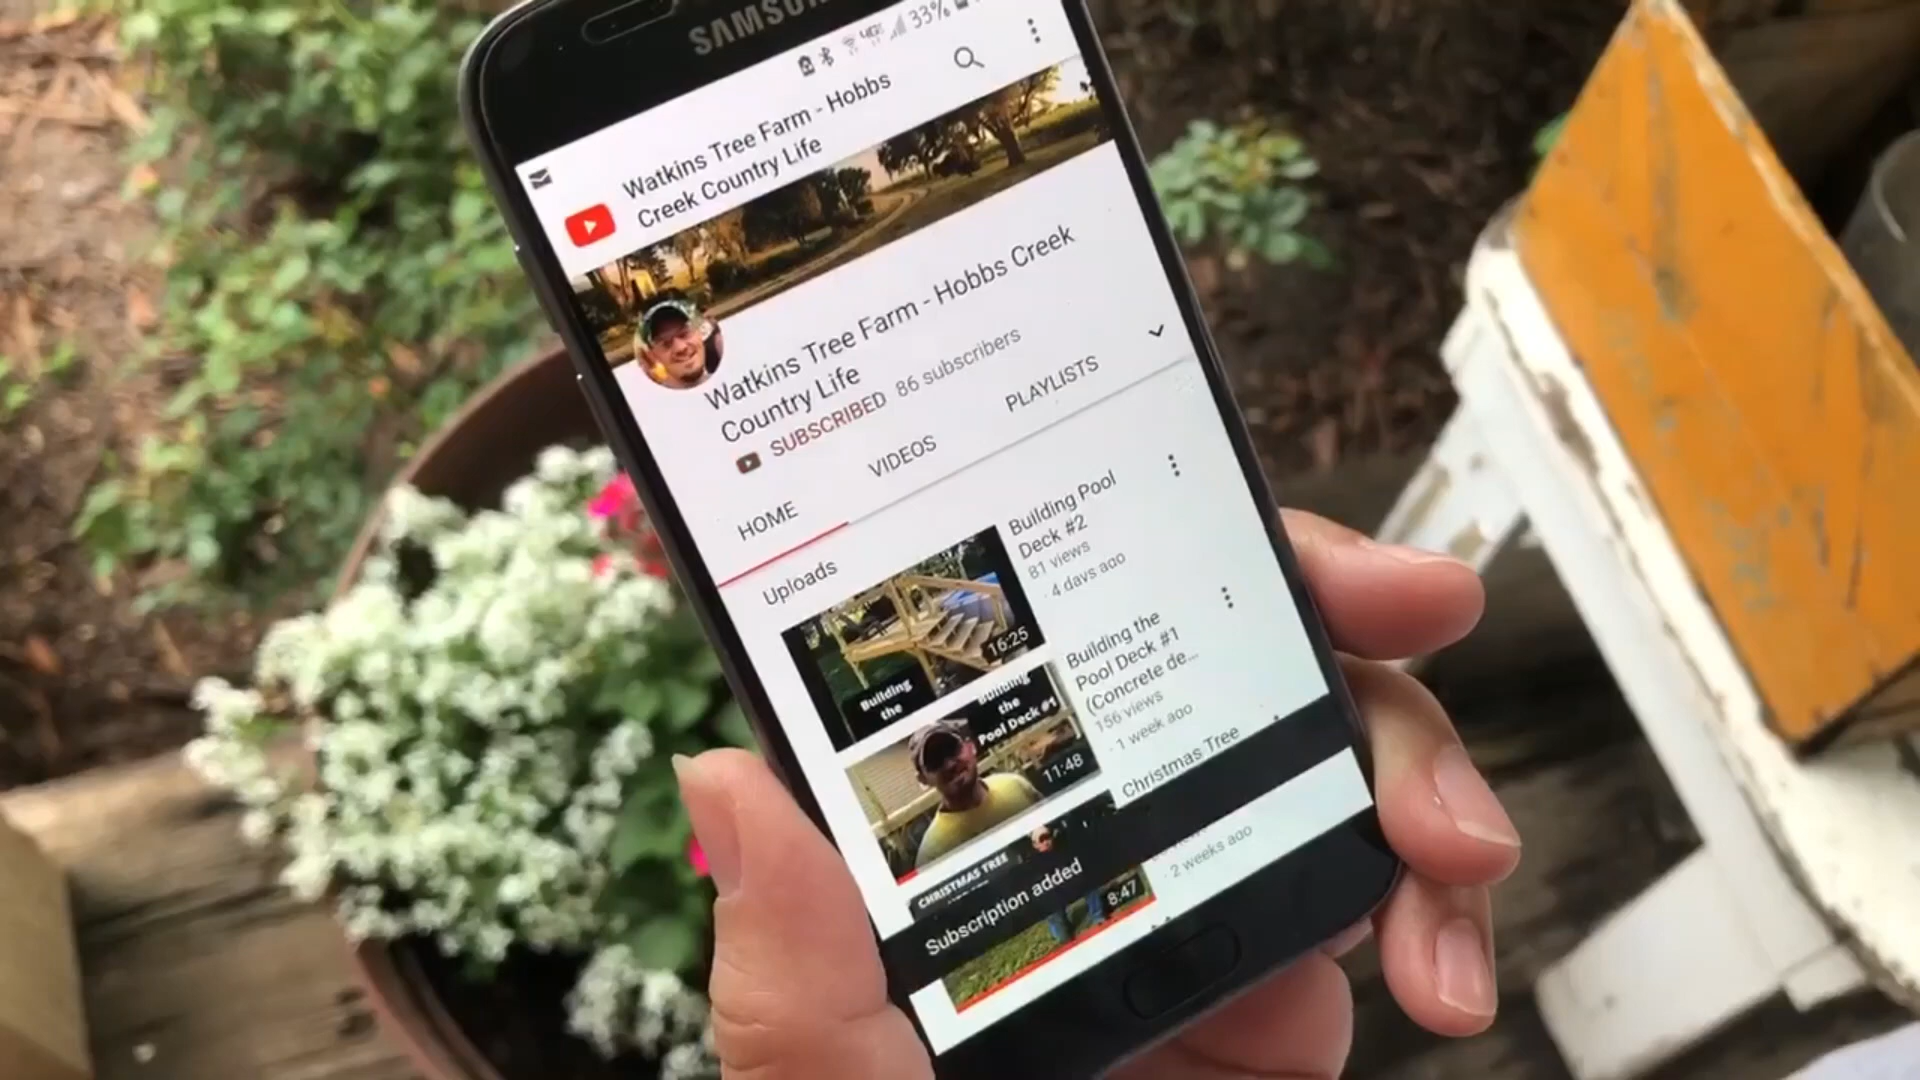 SAMSUNG
33%
Watkins Tree Farm - Hobbs
Creek Country Life
Watkins Tree Farm - Hobbs Creek
Country Life
SUBSCRIBED 86 subscribers
HOME
VIDEOS
PLAYLISTS
Uploads
Building Pool
Deck #2
81 views
· 4 days ago
16:25
Building
the
Building the
Pool Deck #1
(Concrete de...
156 views
· 1 week ago
Building
the
Pool Deck #1
11:48
Christmas Tree
· 2 weeks ago
CHRISTMAS TREE
8:47
Subscription added